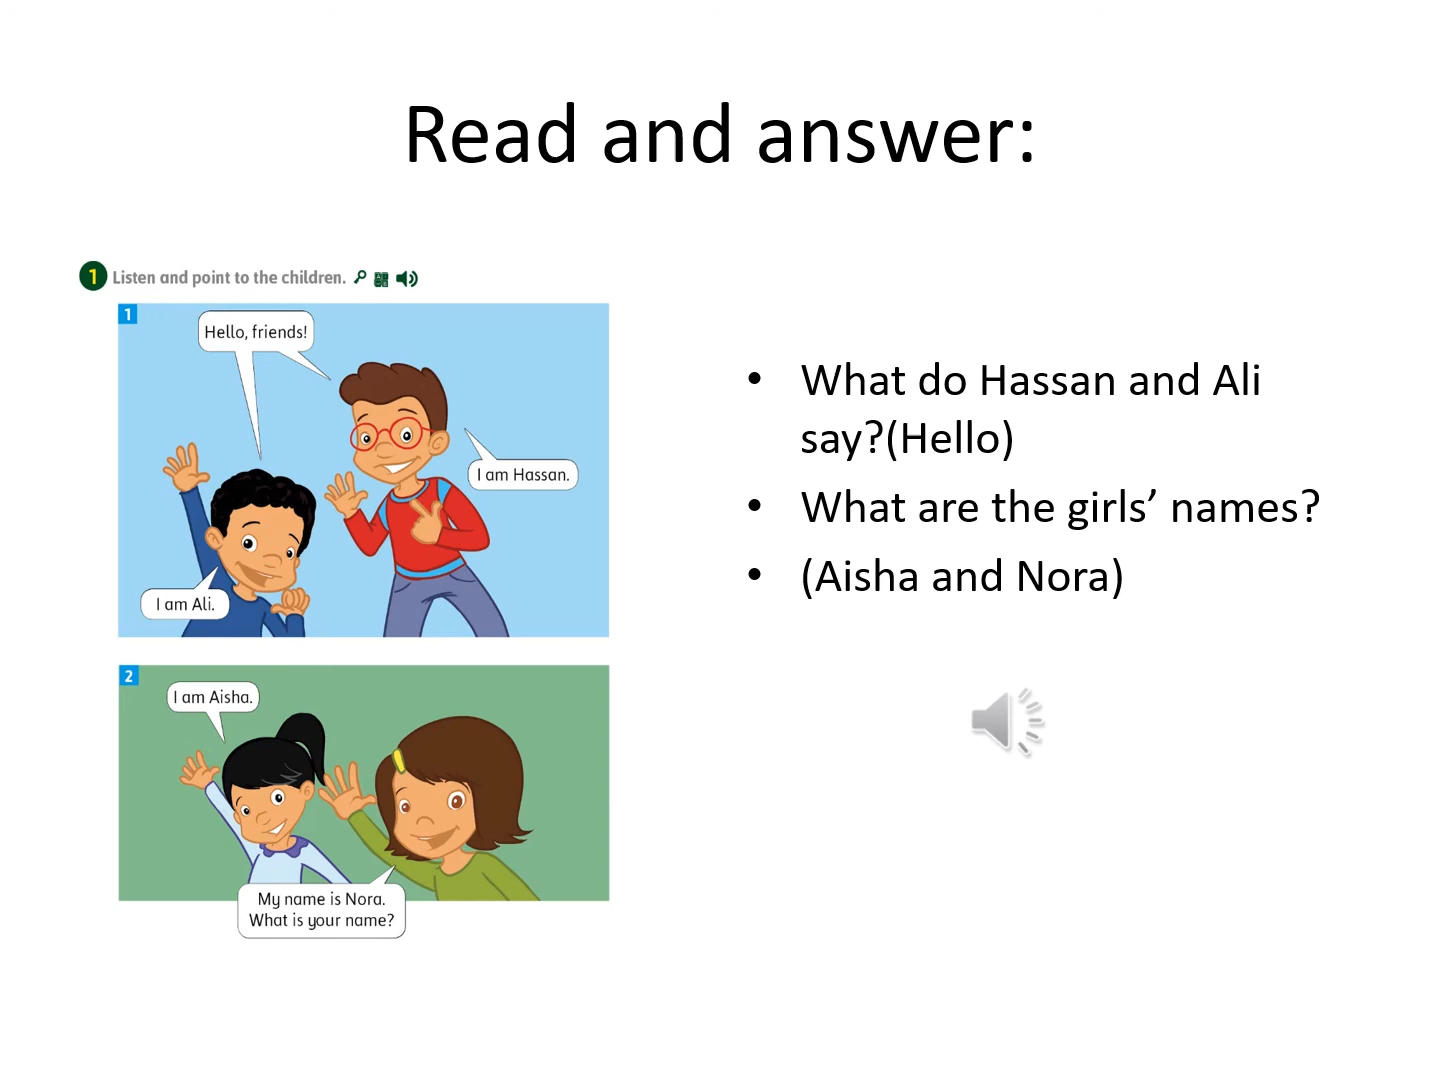 Read and answer:
1 Listen and point to the children.
1
Hello, friends!
I am Hassan.
I am Ali.
2
I am Aisha.
My name is Nora.
What is your name?
• What do Hassan and Ali
say?(Hello)
• What are the girls’ names?
• (Aisha and Nora)